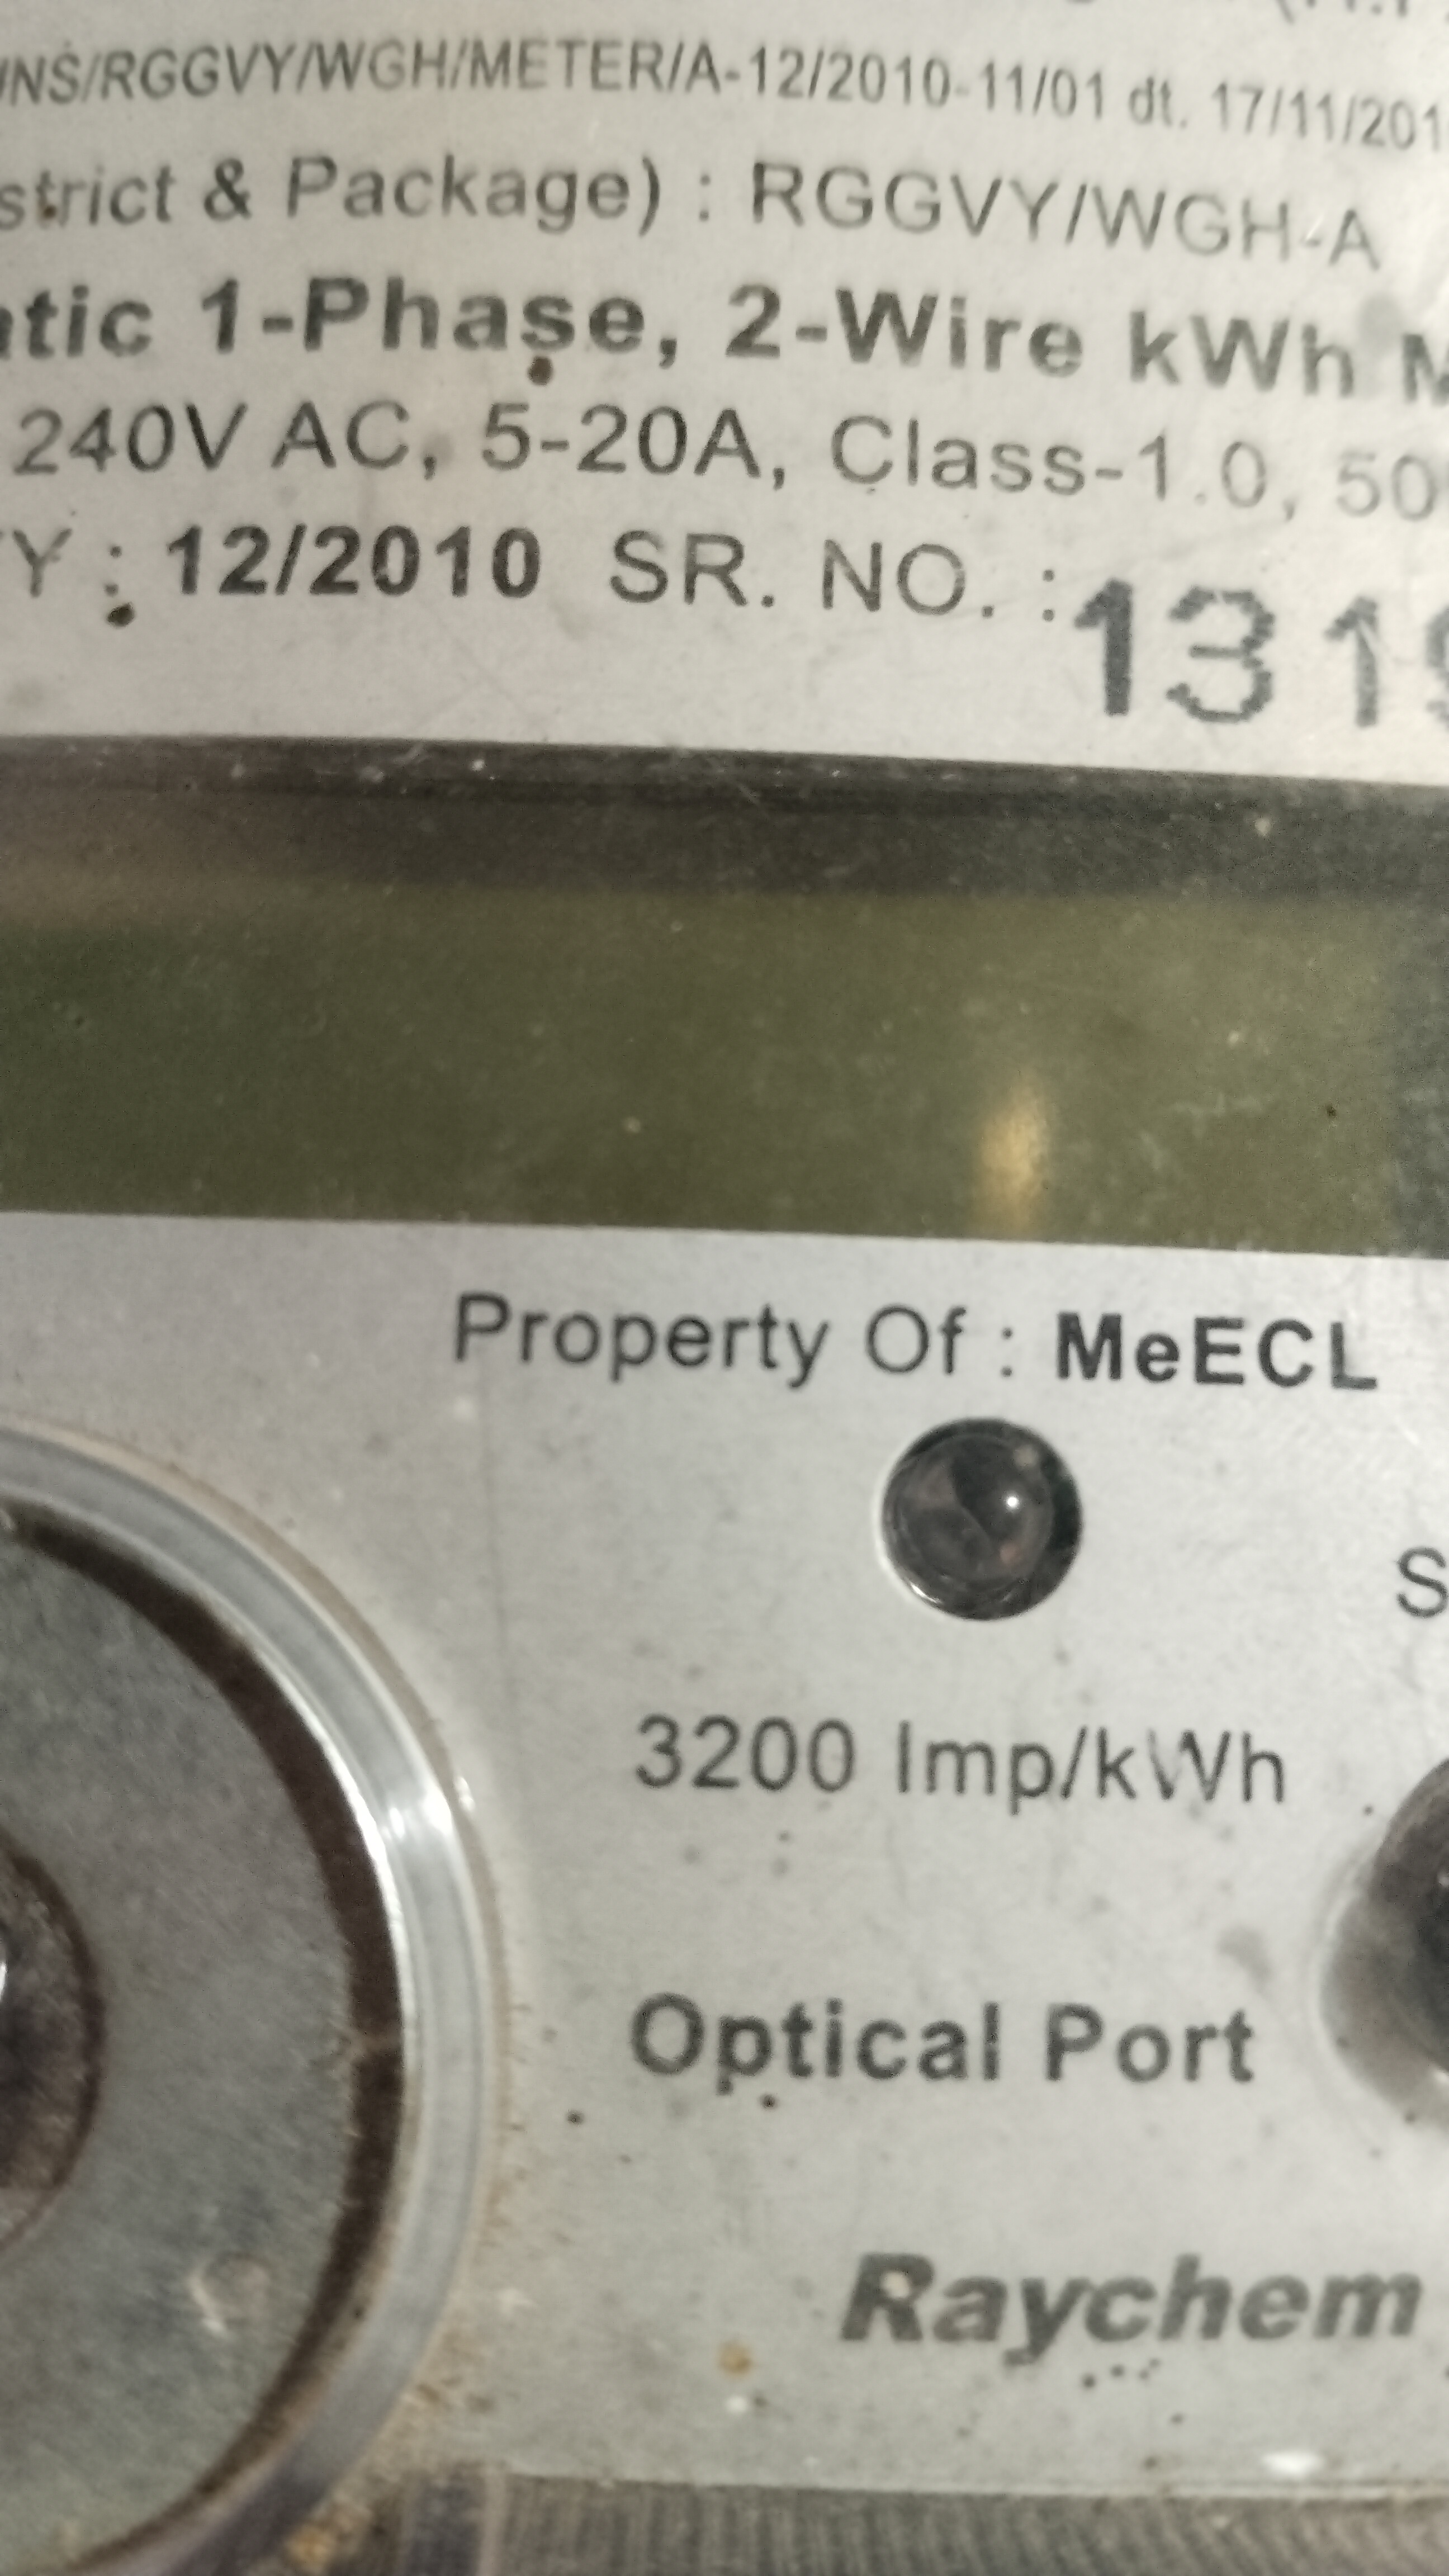 /RGGVY/WGH/METER/A-12/2010-11/01 dt. 17/11/201
strict & Package) : RGGVY/WGH-A
atic 1-Phase, 2-Wire kWh M
240V AC, 5-20A, Class-1.0, 50
Y : 12/2010 SR. NO. : 1319
Property Of : MeECL
S
3200 Imp/kWh
Optical Port
Raychem